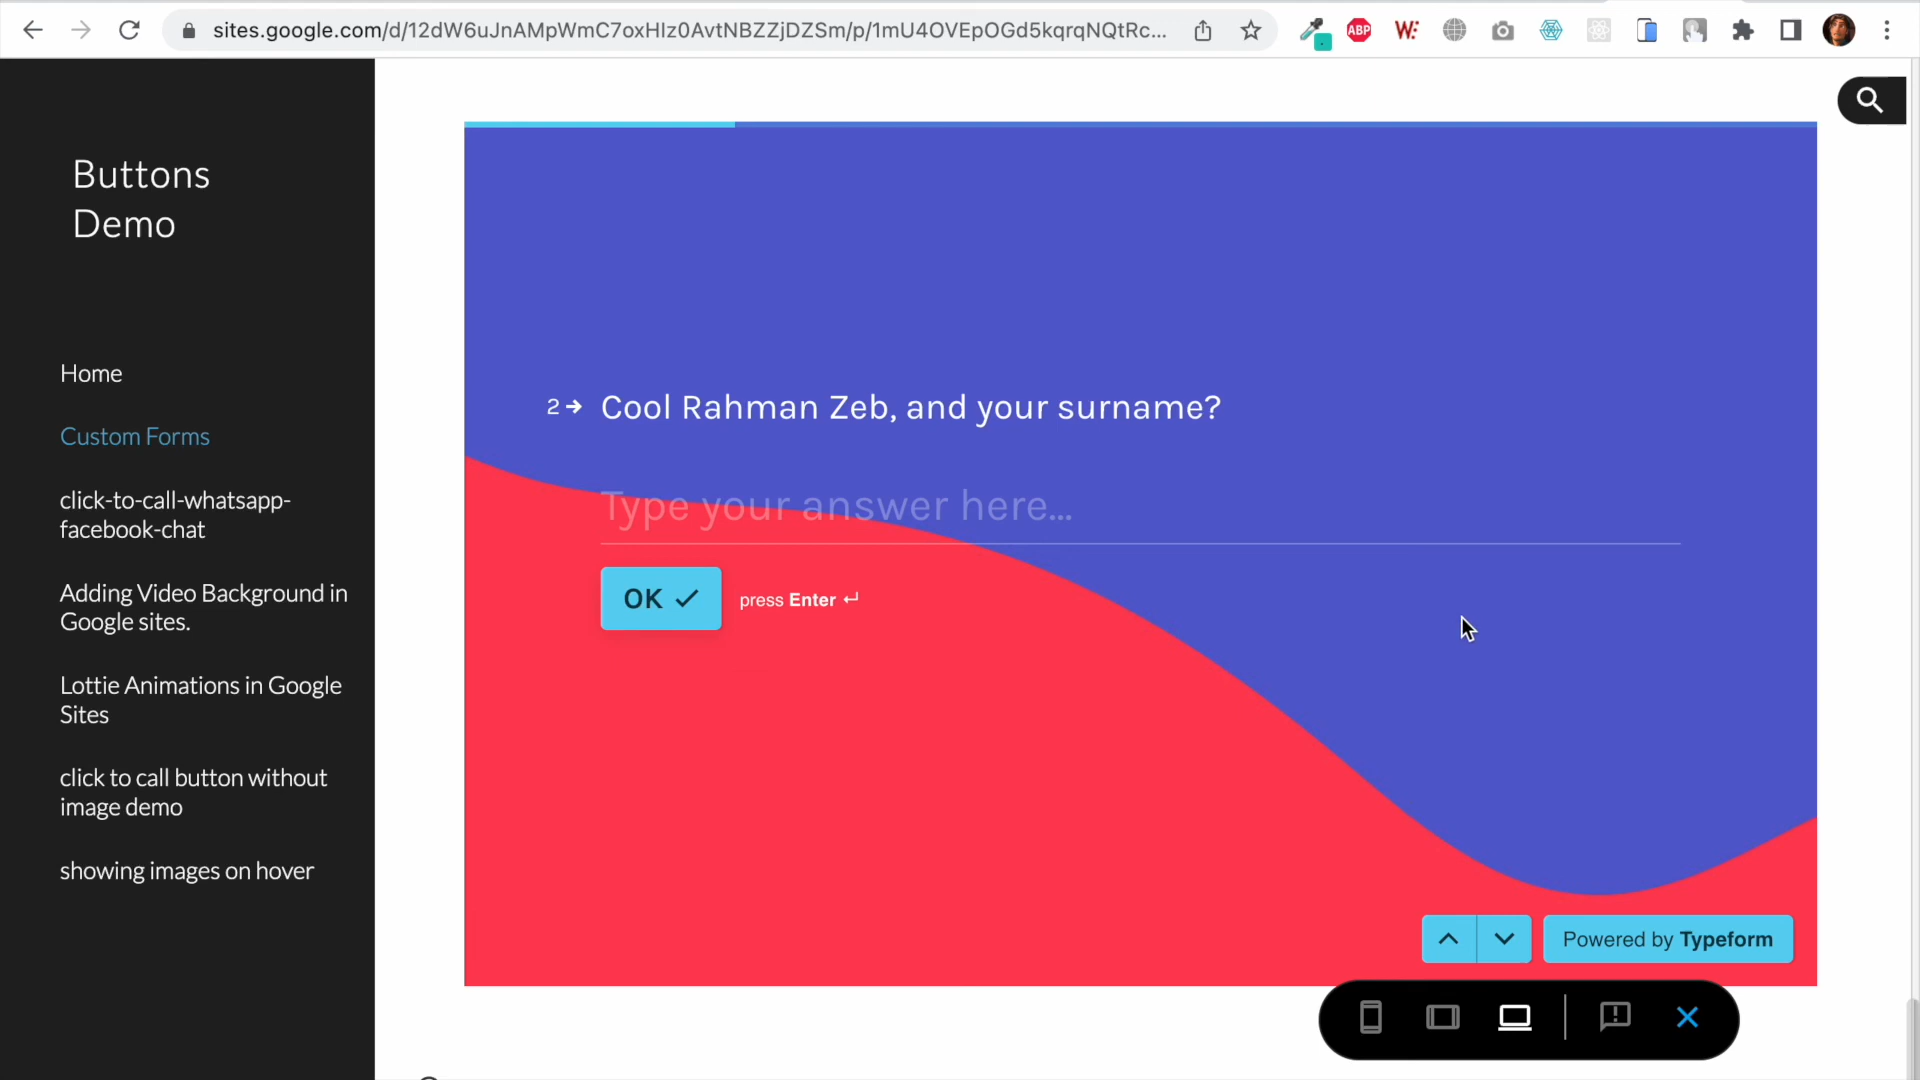 sites.google.com/d/12dW6uJnAMpWmC7oxHIz0AvtNBZZjDZSm/p/1mU4OVEpOGd5kqrqNQtRc...
ABP
W:
Buttons
Demo
Home
Custom Forms
click-to-call-whatsapp-
facebook-chat
Adding Video Background in
Google sites.
Lottie Animations in Google
Sites
click to call button without
image demo
showing images on hover
2 → Cool Rahman Zeb, and your surname?
Type your answer here...
OK ✓ press Enter ↵
Powered by Typeform